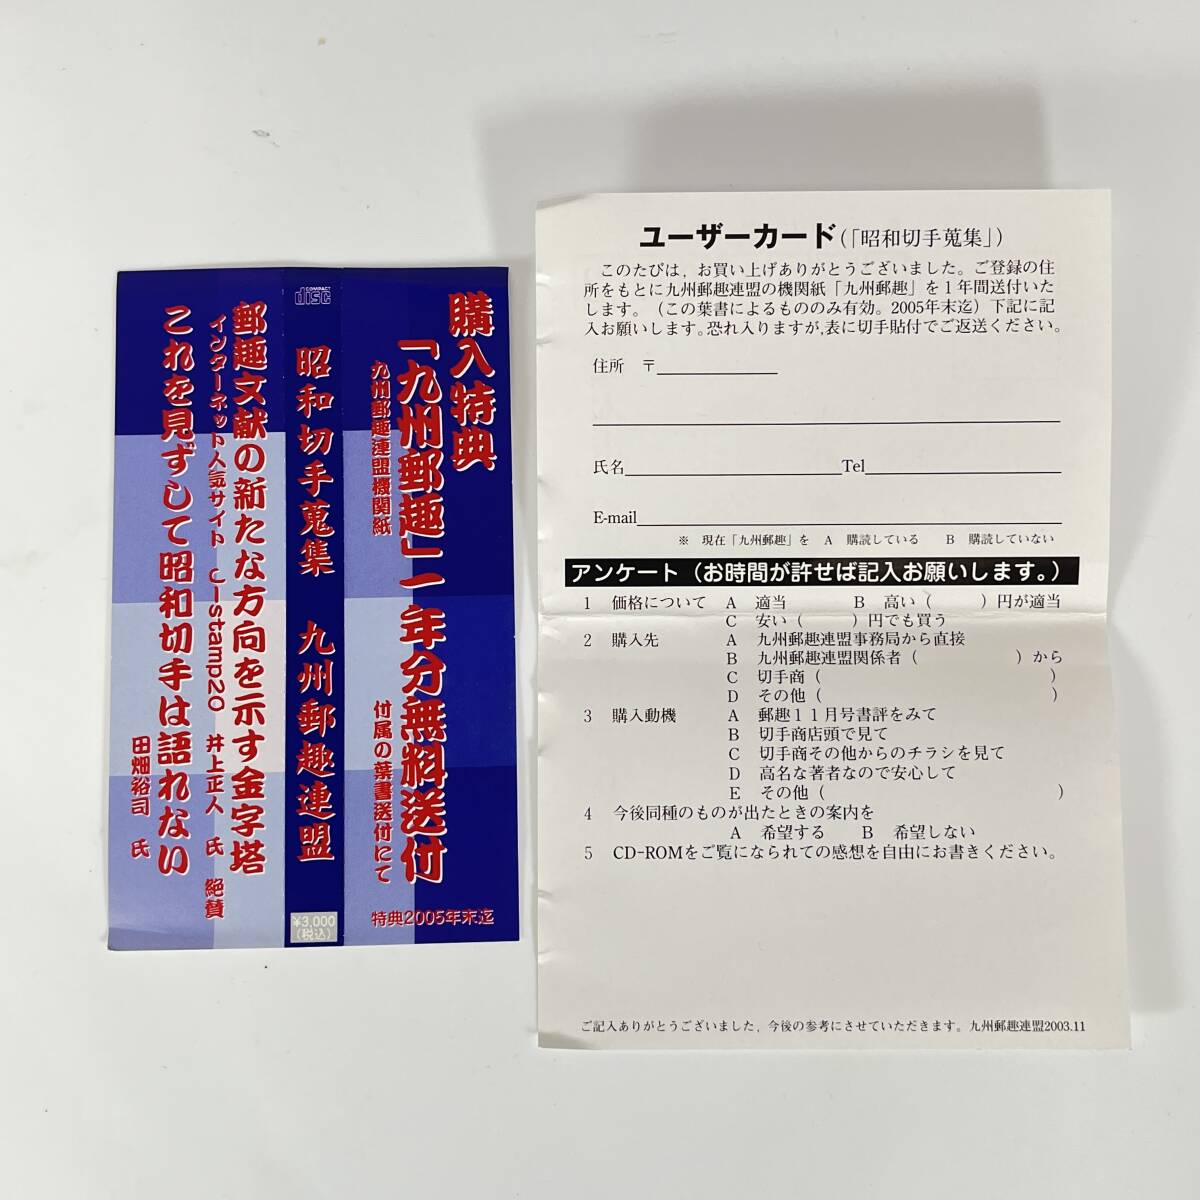 購入特典
「九州郵趣」一年分無料送付
九州郵趣連盟機関紙
付属の葉書送付にて
特典2005年末迄
COMPACT disc
昭和切手蒐集 九州郵趣連盟
¥3,000
(税込)
郵趣文献の新たな方向を示す金字塔
インターネット人気サイト J-stamp20 井上正人 氏 絶賛
これを見ずして昭和切手は語れない
田畑裕司 氏
ユーザーカード(「昭和切手蒐集」)
このたびは，お買い上げありがとうございました。ご登録の住
所をもとに九州郵趣連盟の機関紙「九州郵趣」を１年間送付いた
します。（この葉書によるもののみ有効。2005年末迄）下記に記
入お願いします。恐れ入りますが,表に切手貼付でご返送ください。
住所 〒
氏名 Tel
E-mail
※ 現在「九州郵趣」を A 購読している B 購読していない
アンケート（お時間が許せば記入お願いします。）
1 価格について A 適当 B 高い（ ）円が適当
C 安い（ ）円でも買う
2 購入先 A 九州郵趣連盟事務局から直接
B 九州郵趣連盟関係者（ ）から
C 切手商（ ）
D その他（ ）
3 購入動機 A 郵趣１１月号書評をみて
B 切手商店頭で見て
C 切手商その他からのチラシを見て
D 高名な著者なので安心して
E その他（ ）
4 今後同種のものが出たときの案内を
A 希望する B 希望しない
5 CD-ROMをご覧になられての感想を自由にお書きください。
ご記入ありがとうございました，今後の参考にさせていただきます。九州郵趣連盟2003.11